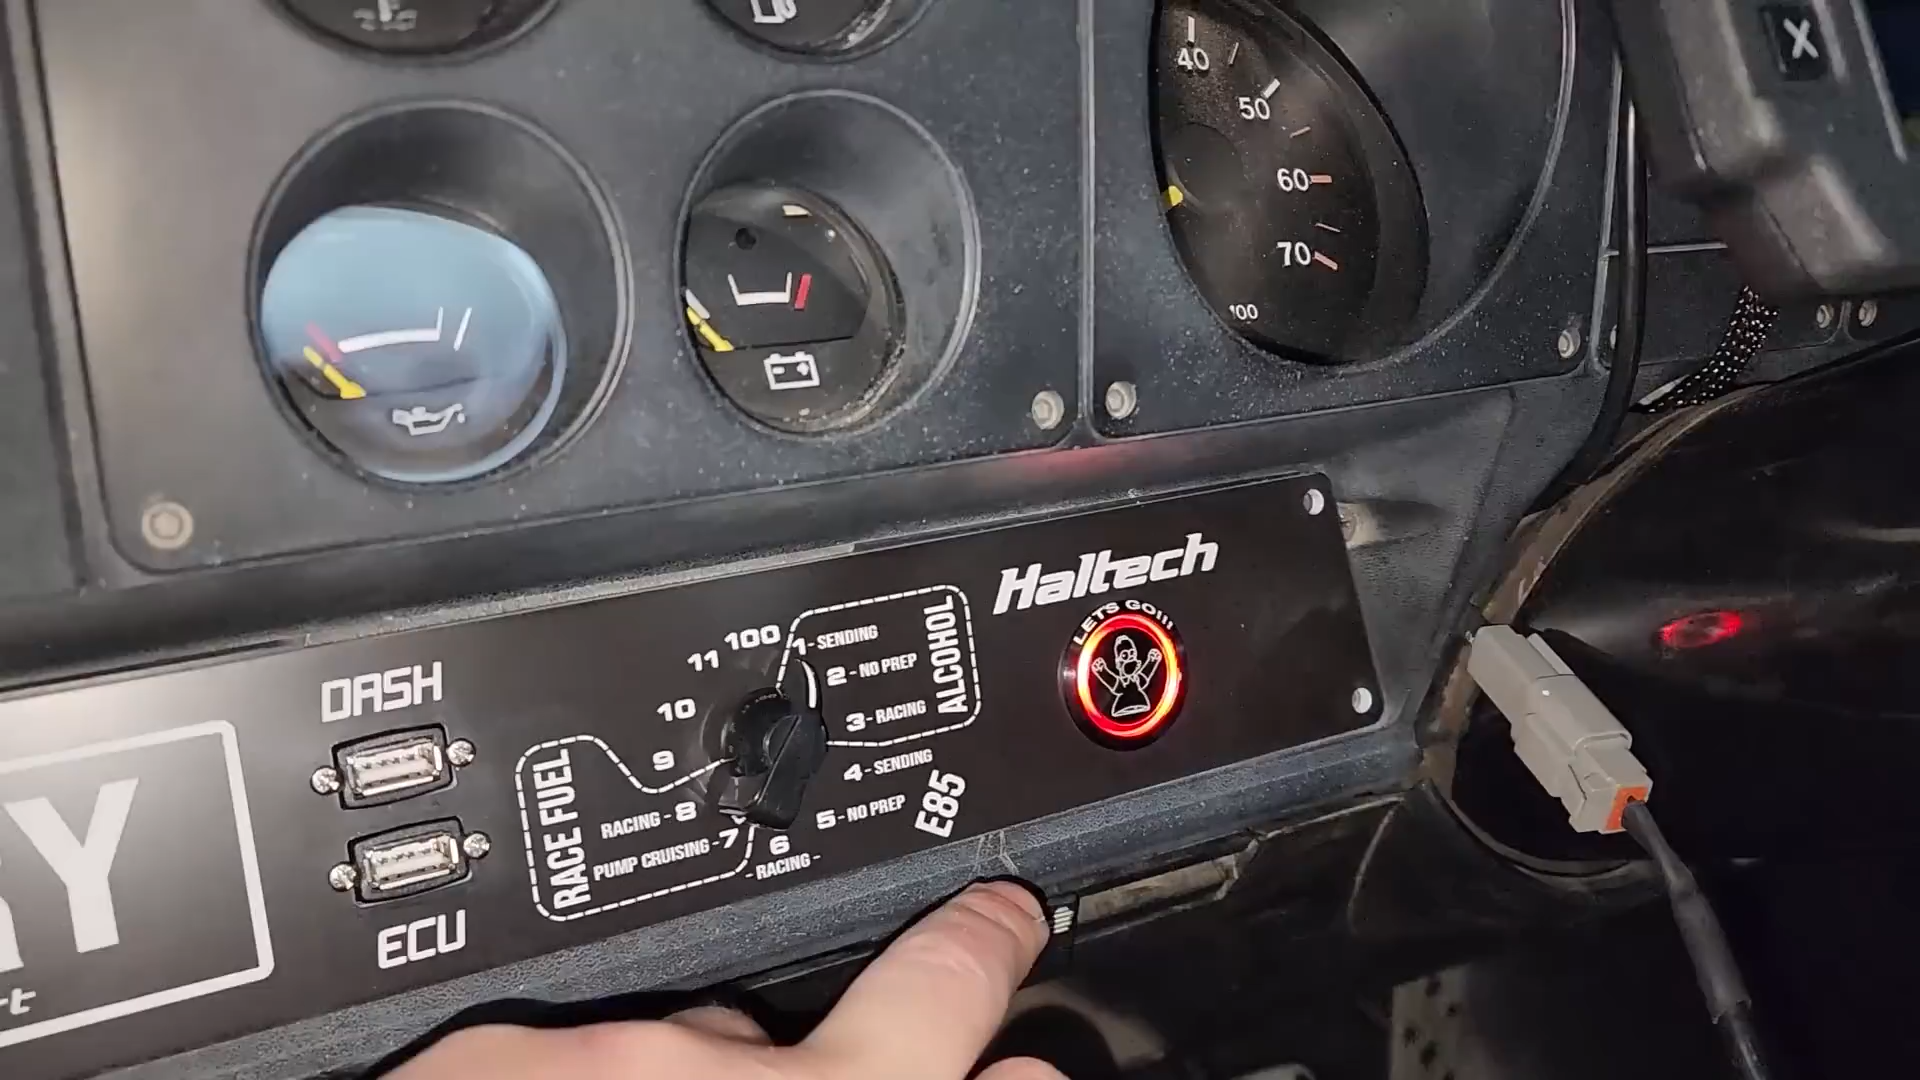 X
40
50
60
70
100
Haltech
LETS GO!!!
DASH
ECU
100
11
10
9
1- SENDING
2- NO PREP
3- RACING
ALCOHOL
4- SENDING
5- NO PREP
6
- RACING -
E85
RACE FUEL
RACING - 8
PUMP CRUISING - 7
Y